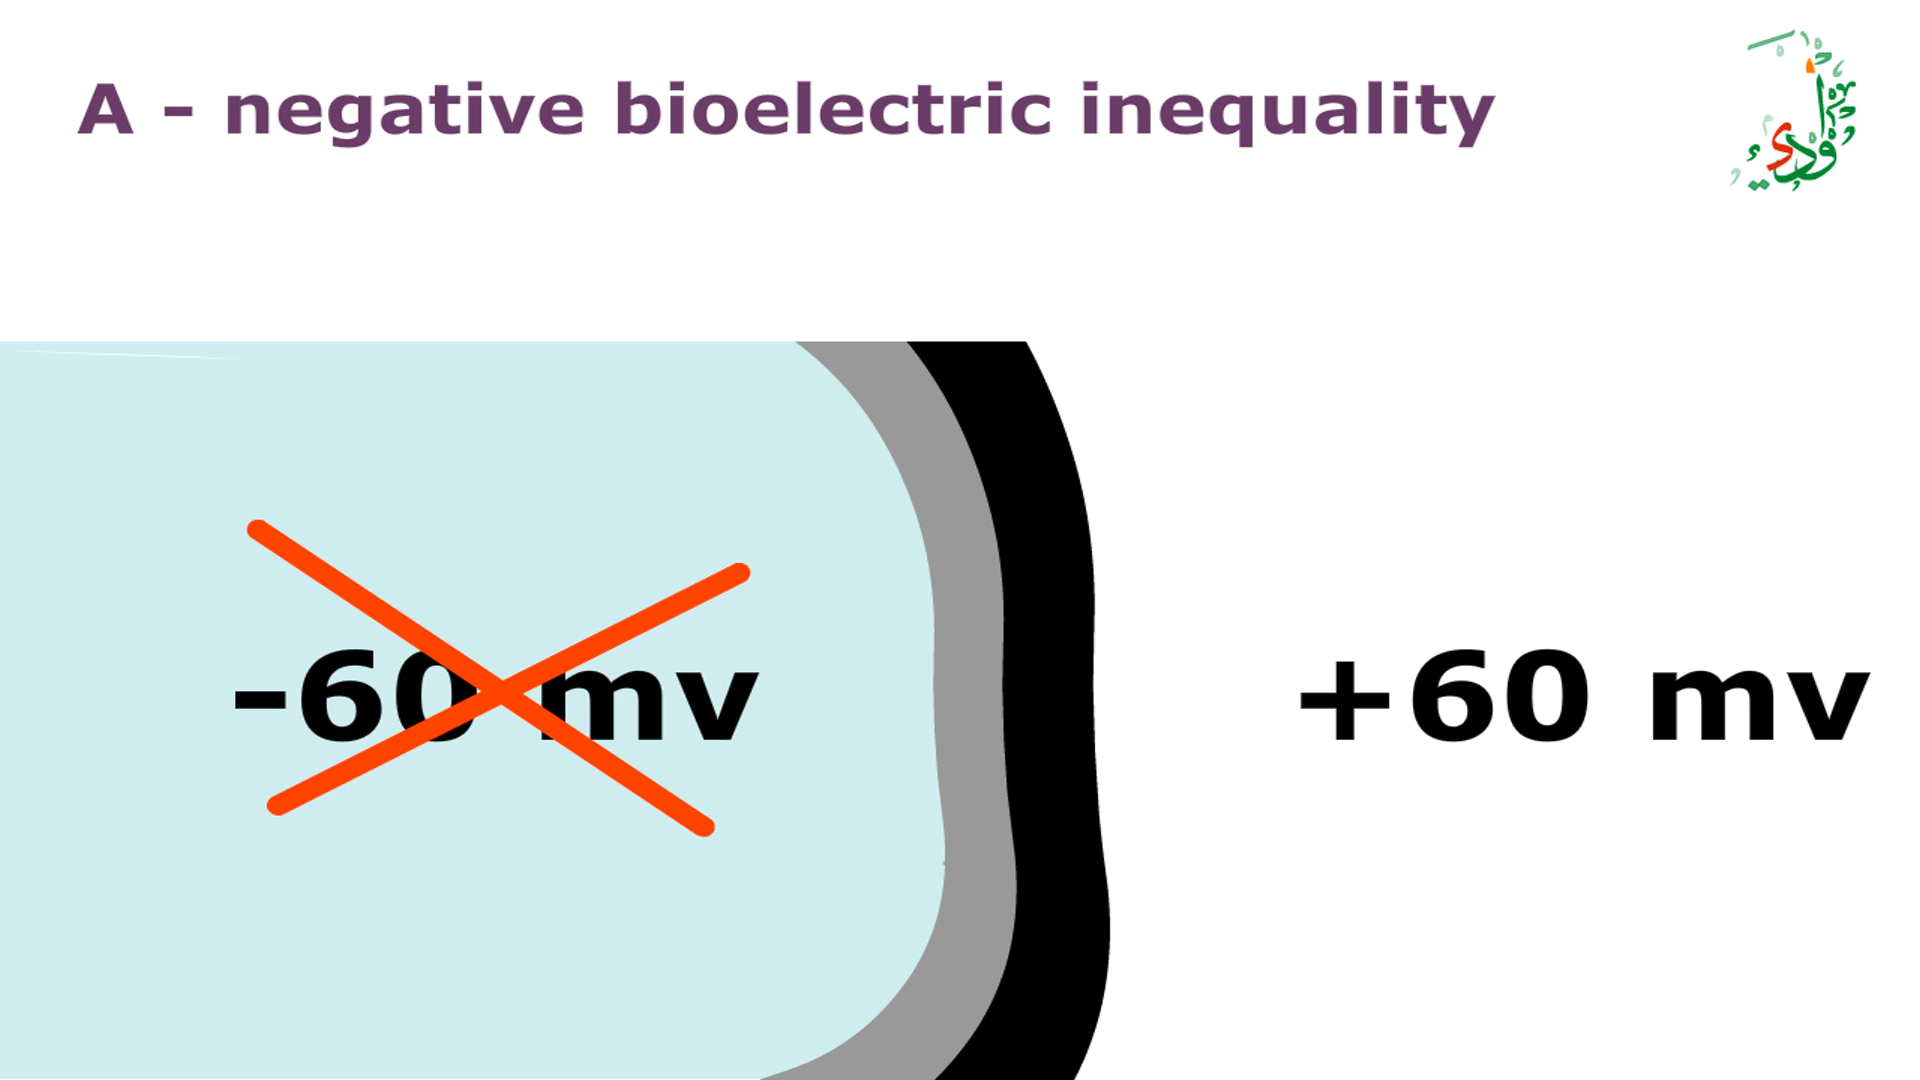 A - negative bioelectric inequality
-60 mv
+60 mv